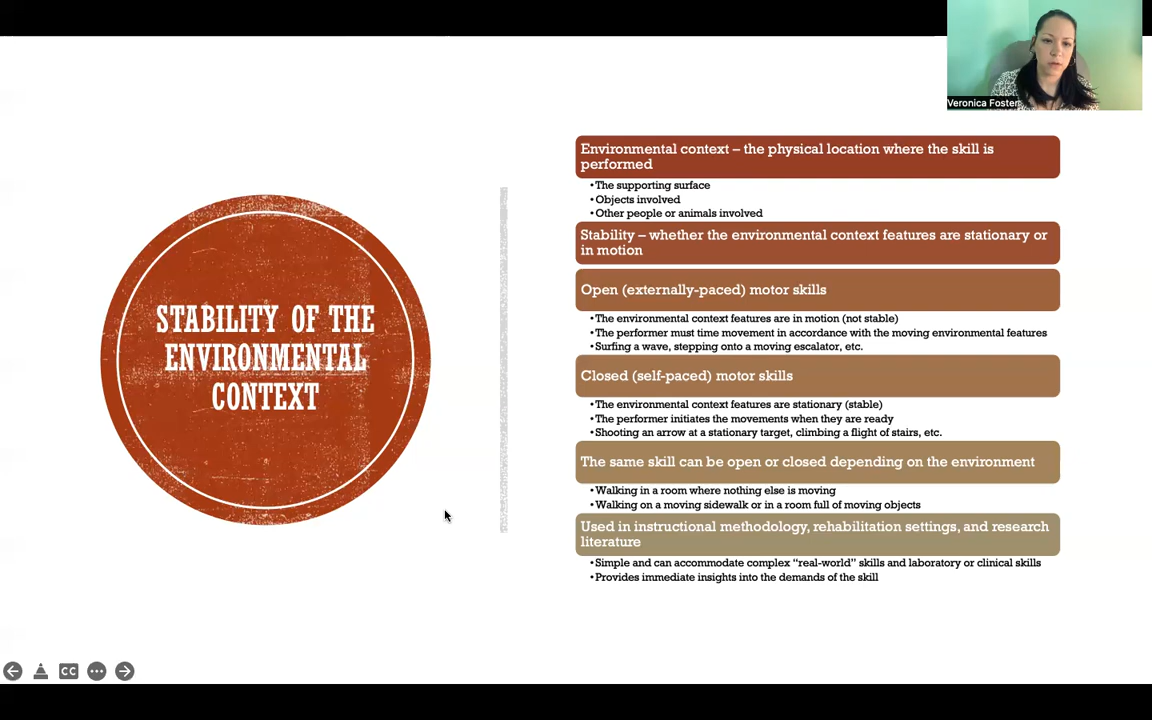 Veronica Foster
STABILITY OF THE
ENVIRONMENTAL
CONTEXT
Environmental context – the physical location where the skill is
performed
•The supporting surface
•Objects involved
•Other people or animals involved
Stability – whether the environmental context features are stationary or
in motion
Open (externally-paced) motor skills
•The environmental context features are in motion (not stable)
•The performer must time movement in accordance with the moving environmental features
•Surfing a wave, stepping onto a moving escalator, etc.
Closed (self-paced) motor skills
•The environmental context features are stationary (stable)
•The performer initiates the movements when they are ready
•Shooting an arrow at a stationary target, climbing a flight of stairs, etc.
The same skill can be open or closed depending on the environment
•Walking in a room where nothing else is moving
•Walking on a moving sidewalk or in a room full of moving objects
Used in instructional methodology, rehabilitation settings, and research
literature
•Simple and can accommodate complex “real-world” skills and laboratory or clinical skills
•Provides immediate insights into the demands of the skill
CC